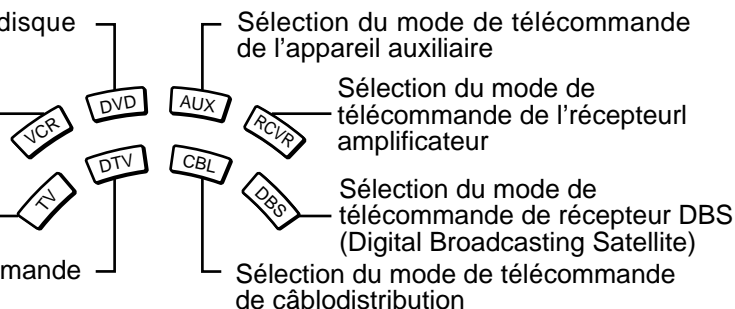 disque
Sélection du mode de télécommande
de l'appareil auxiliaire
DVD
AUX
Sélection du mode de
télécommande de l'récepteurl
amplificateur
VCR
RCVR
DTV
CBL
TV
DBS
Sélection du mode de
télécommande de récepteur DBS
(Digital Broadcasting Satellite)
mande
Sélection du mode de télécommande
de câblodistribution